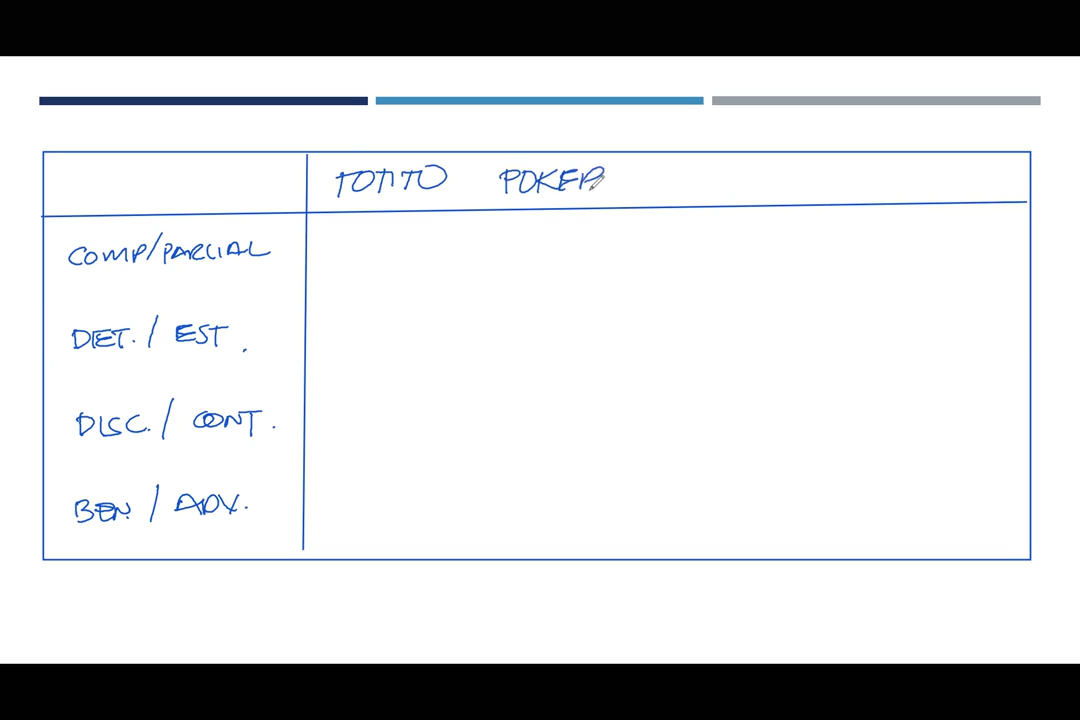 TOTITO POKER
COMP/PARCIAL
DET. / EST.
DISC. / CONT.
BEN. / ADV.